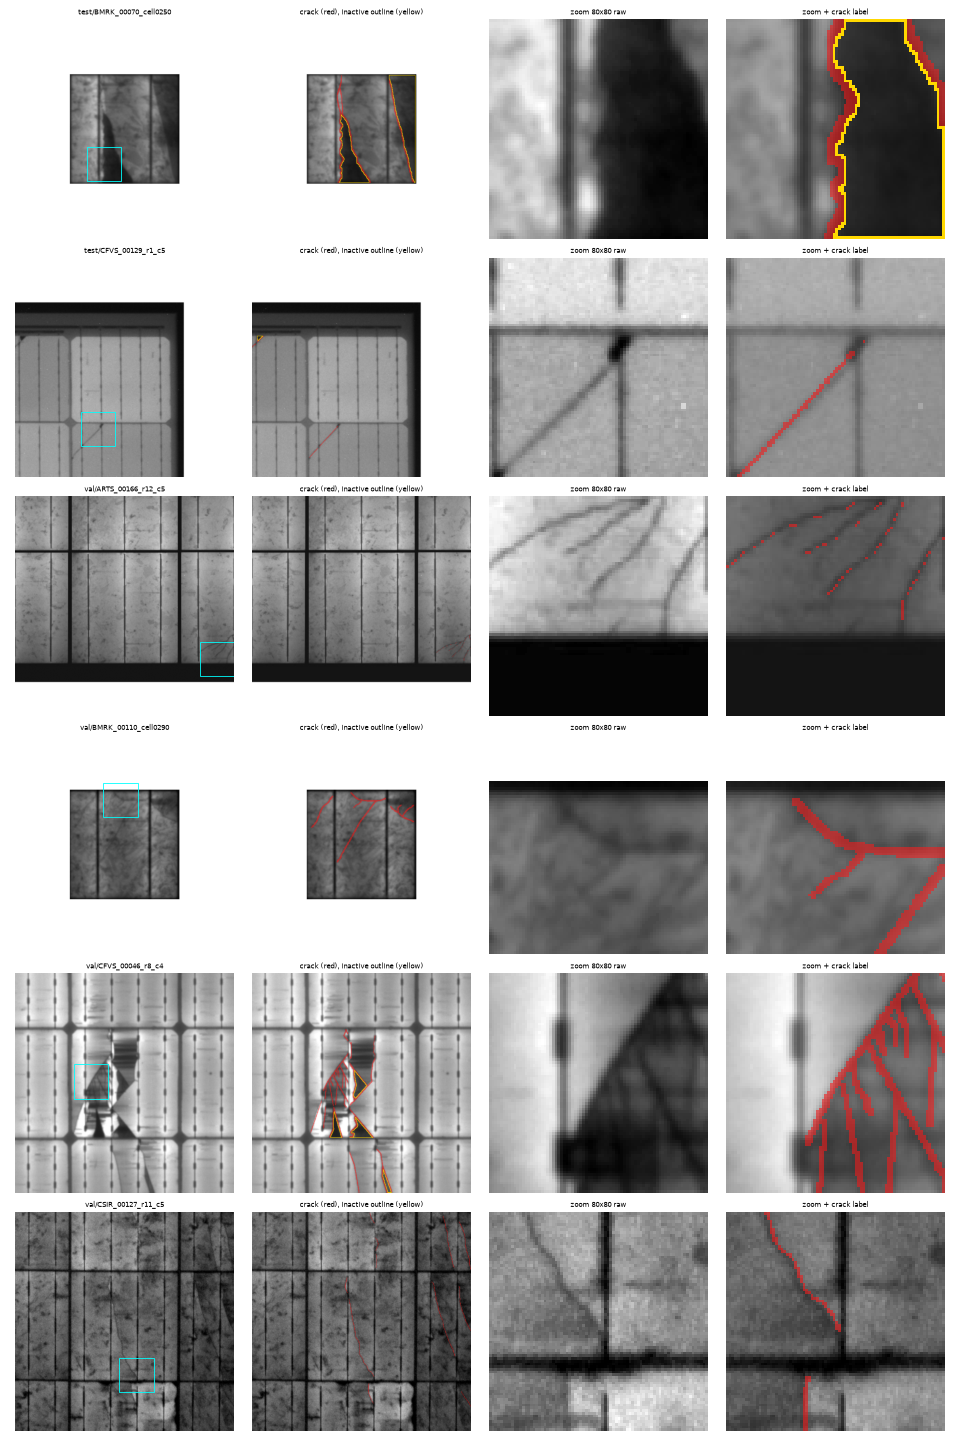 test/BMRK_00070_cell0250
crack (red), inactive outline (yellow)
zoom 80x80 raw
zoom + crack label
test/CFVS_00129_r1_c5
crack (red), inactive outline (yellow)
zoom 80x80 raw
zoom + crack label
val/ARTS_00166_r12_c5
crack (red), inactive outline (yellow)
zoom 80x80 raw
zoom + crack label
val/BMRK_00110_cell0290
crack (red), inactive outline (yellow)
zoom 80x80 raw
zoom + crack label
val/CFVS_00046_r8_c4
crack (red), inactive outline (yellow)
zoom 80x80 raw
zoom + crack label
val/CSIR_00127_r11_c5
crack (red), inactive outline (yellow)
zoom 80x80 raw
zoom + crack label